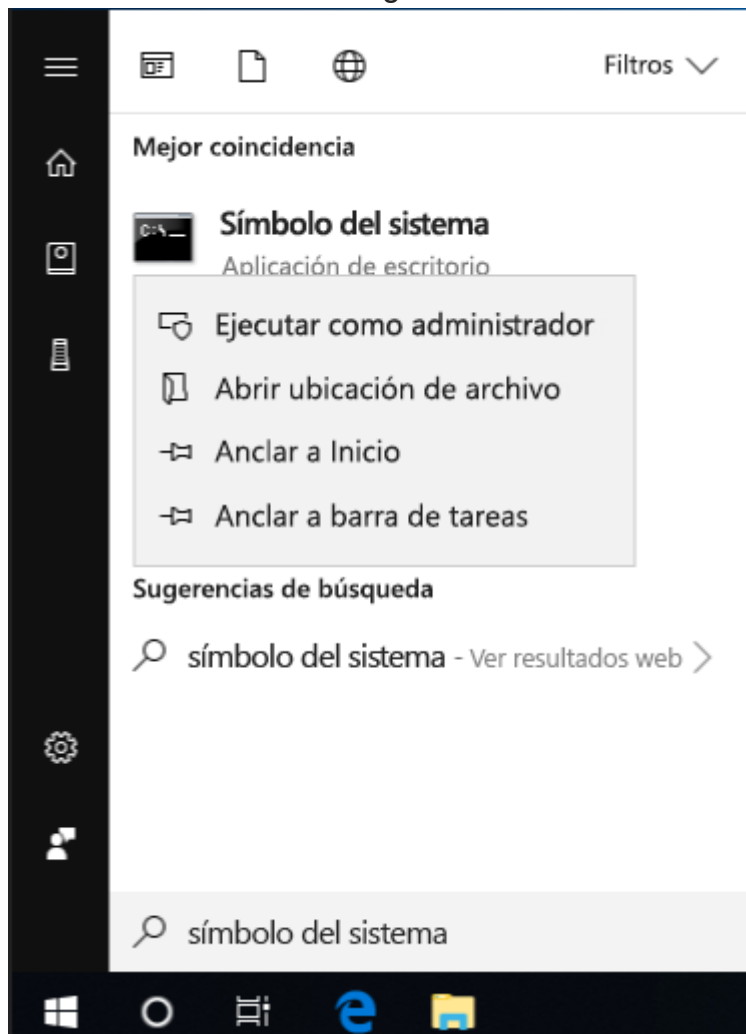 Filtros
Mejor coincidencia
C:\
Símbolo del sistema
Aplicación de escritorio
Ejecutar como administrador
Abrir ubicación de archivo
Anclar a Inicio
Anclar a barra de tareas
Sugerencias de búsqueda
símbolo del sistema - Ver resultados web
símbolo del sistema